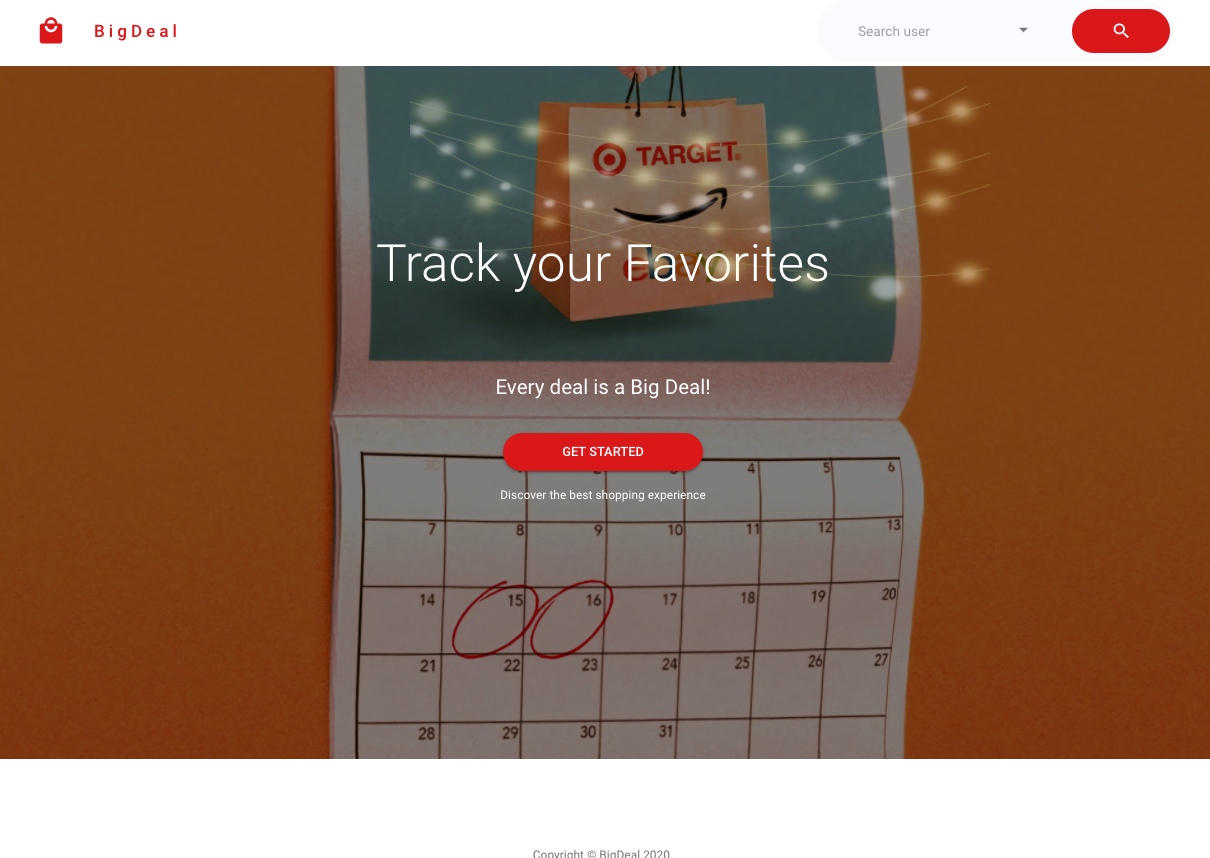 BigDeal
Search user
TARGET.
Track your Favorites
Every deal is a Big Deal!
GET STARTED
Discover the best shopping experience
30 4 5 6
7 8 9 10 11 12 13
14 15 16 17 18 19 20
21 22 23 24 25 26 27
28 29 30 31
Copyright © BigDeal 2020